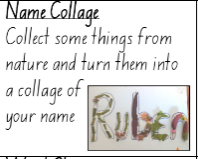 Name Collage
Collect some things from
nature and turn them into
a collage of
your name
Ruben